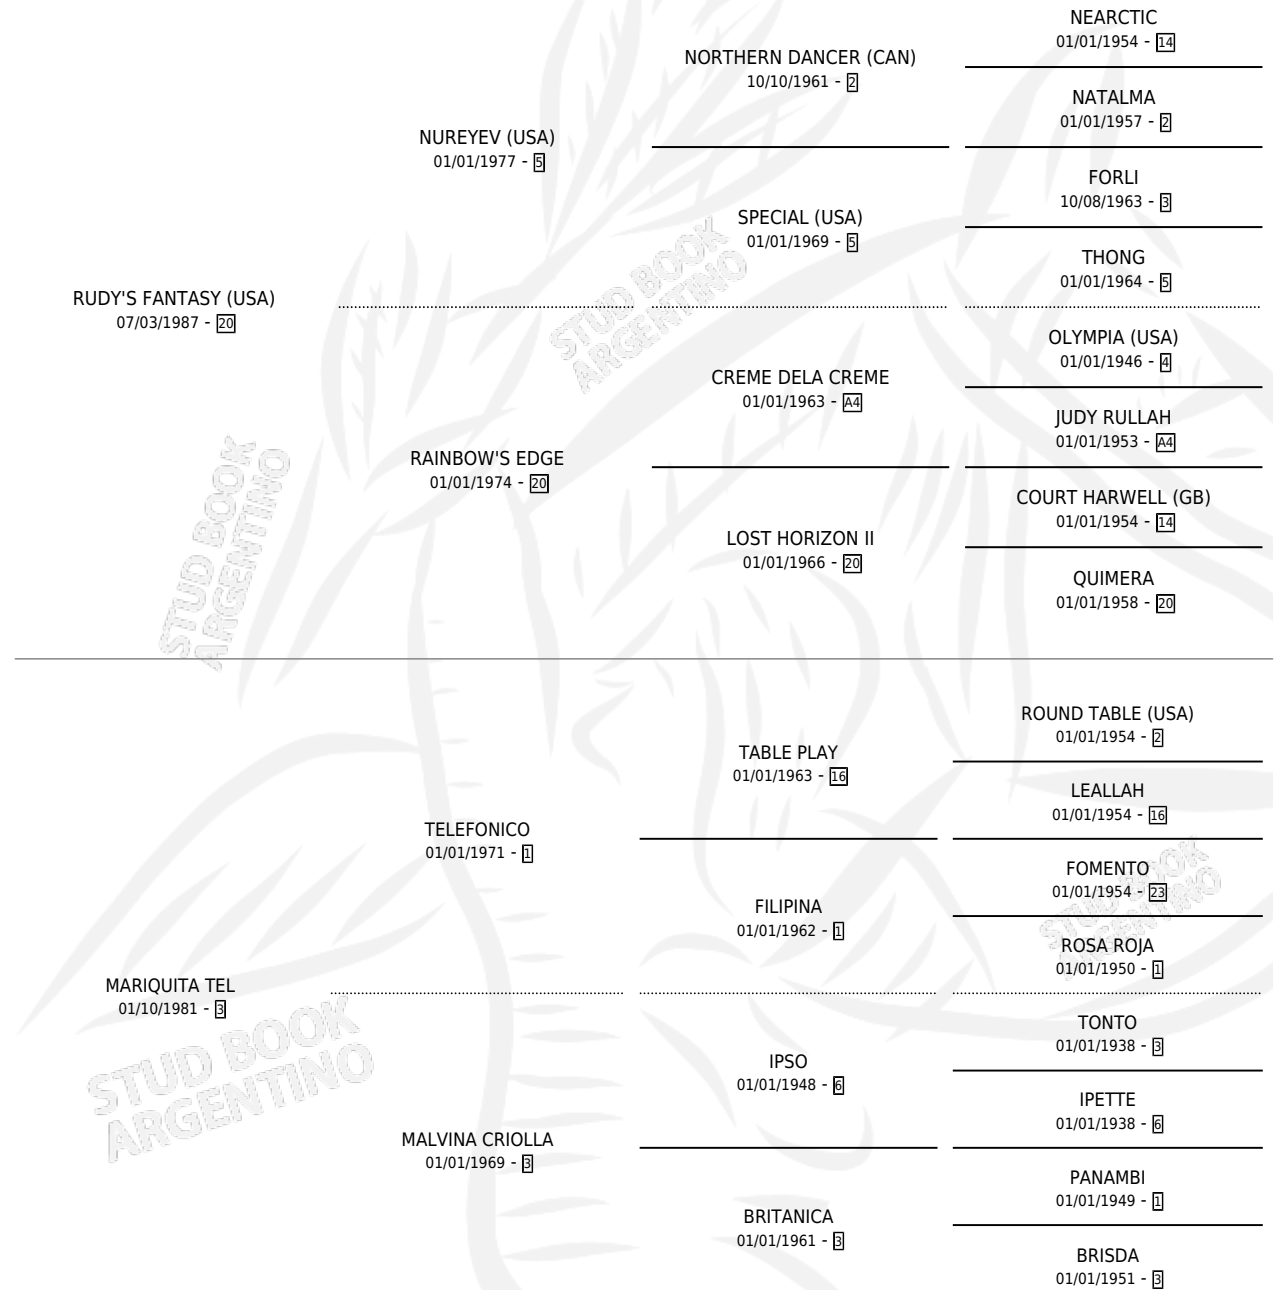 NEARCTIC
01/01/1954 - 14
NORTHERN DANCER (CAN)
10/10/1961 - 2
NATALMA
01/01/1957 - 2
NUREYEV (USA)
01/01/1977 - 5
FORLI
10/08/1963 - 3
SPECIAL (USA)
01/01/1969 - 5
THONG
01/01/1964 - 5
RUDY'S FANTASY (USA)
07/03/1987 - 20
OLYMPIA (USA)
01/01/1946 - 4
CREME DELA CREME
01/01/1963 - A4
JUDY RULLAH
01/01/1953 - A4
RAINBOW'S EDGE
01/01/1974 - 20
COURT HARWELL (GB)
01/01/1954 - 14
LOST HORIZON II
01/01/1966 - 20
QUIMERA
01/01/1958 - 20
ROUND TABLE (USA)
01/01/1954 - 2
TABLE PLAY
01/01/1963 - 16
LEALLAH
01/01/1954 - 16
TELEFONICO
01/01/1971 - 1
FOMENTO
01/01/1954 - 23
FILIPINA
01/01/1962 - 1
ROSA ROJA
01/01/1950 - 1
MARIQUITA TEL
01/10/1981 - 3
TONTO
01/01/1938 - 3
IPSO
01/01/1948 - 6
IPETTE
01/01/1938 - 6
MALVINA CRIOLLA
01/01/1969 - 3
PANAMBI
01/01/1949 - 1
BRITANICA
01/01/1961 - 3
BRISDA
01/01/1951 - 3
STUD BOOK
ARGENTINO
STUD BOOK
ARGENTINO
STUD BOOK
ARGENTINO
STUD BOOK
ARGENTINO